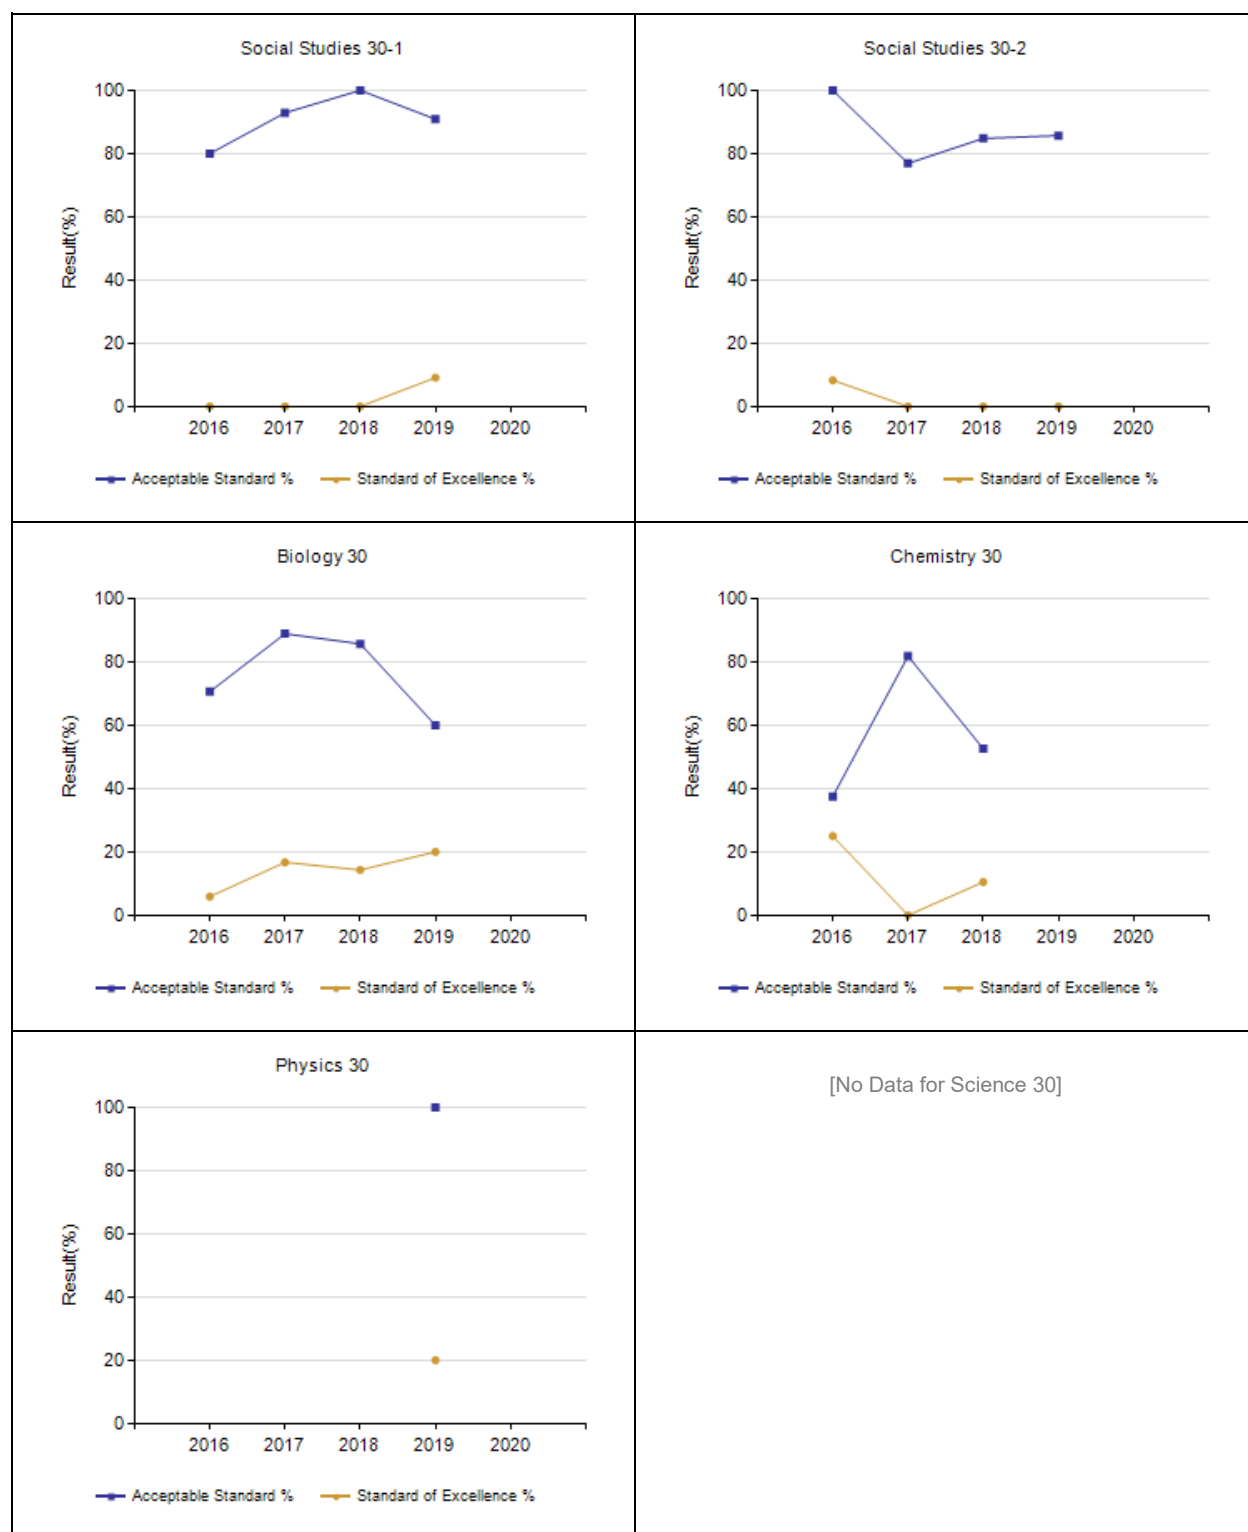 Social Studies 30-1
100
80
60
40
20
0
Result(%)
2016 2017 2018 2019 2020
Acceptable Standard % Standard of Excellence %
Social Studies 30-2
100
80
60
40
20
0
Result(%)
2016 2017 2018 2019 2020
Acceptable Standard % Standard of Excellence %
Biology 30
100
80
60
40
20
0
Result(%)
2016 2017 2018 2019 2020
Acceptable Standard % Standard of Excellence %
Chemistry 30
100
80
60
40
20
0
Result(%)
2016 2017 2018 2019 2020
Acceptable Standard % Standard of Excellence %
Physics 30
100
80
60
40
20
0
Result(%)
2016 2017 2018 2019 2020
Acceptable Standard % Standard of Excellence %
[No Data for Science 30]